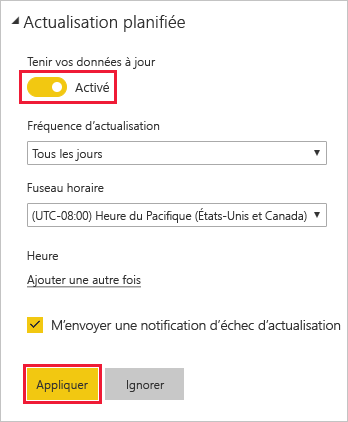 Actualisation planifiée
Tenir vos données à jour
Activé
Fréquence d’actualisation
Tous les jours
Fuseau horaire
(UTC-08:00) Heure du Pacifique (États-Unis et Canada)
Heure
Ajouter une autre fois
M’envoyer une notification d’échec d’actualisation
Appliquer Ignorer